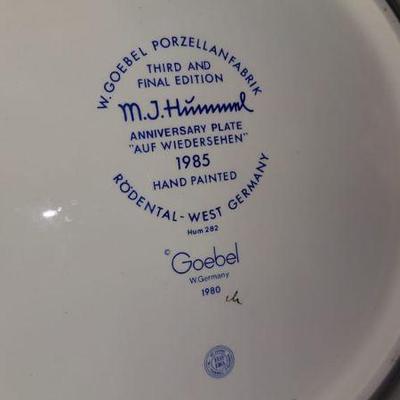 W. GOEBEL PORZELLANFABRIK
THIRD AND
FINAL EDITION
M.J. Hummel
ANNIVERSARY PLATE
"AUF WIEDERSEHEN"
1985
HAND PAINTED
RÖDENTAL - WEST GERMANY
Hum 282
© Goebel
W. Germany
1980